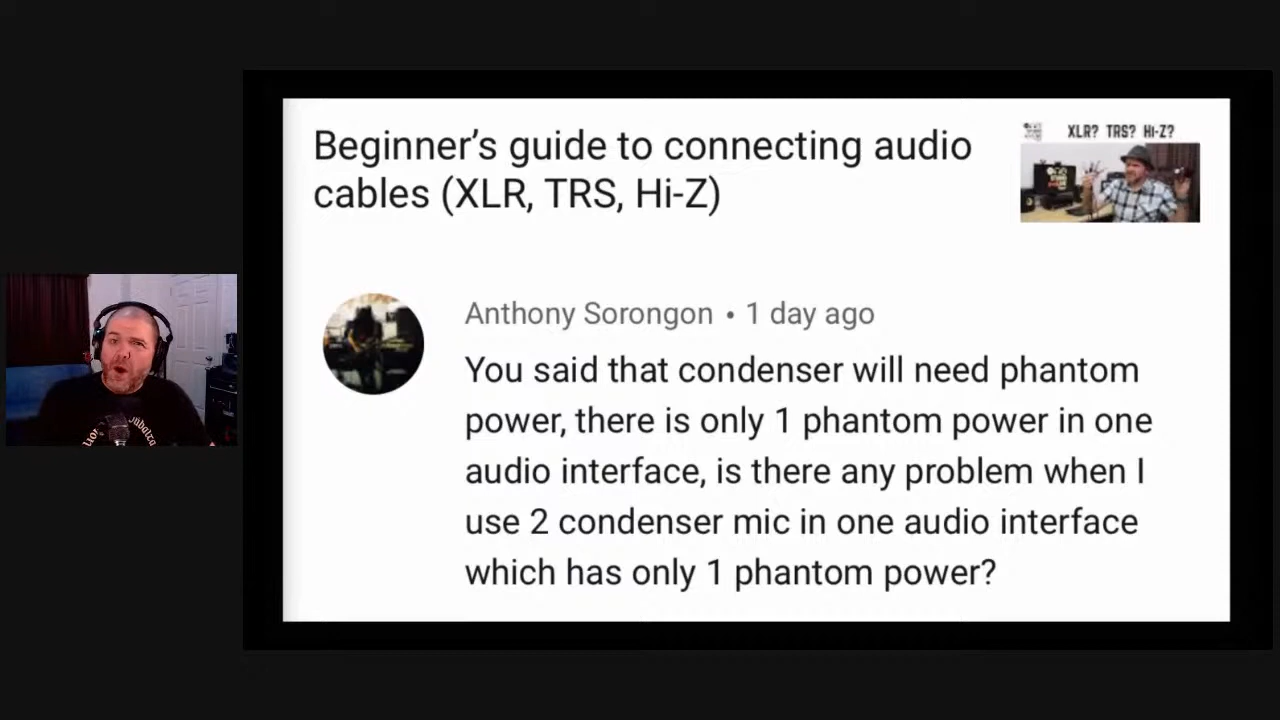 Beginner’s guide to connecting audio
cables (XLR, TRS, Hi-Z)
XLR? TRS? Hi-Z?
Anthony Sorongon • 1 day ago
You said that condenser will need phantom
power, there is only 1 phantom power in one
audio interface, is there any problem when I
use 2 condenser mic in one audio interface
which has only 1 phantom power?